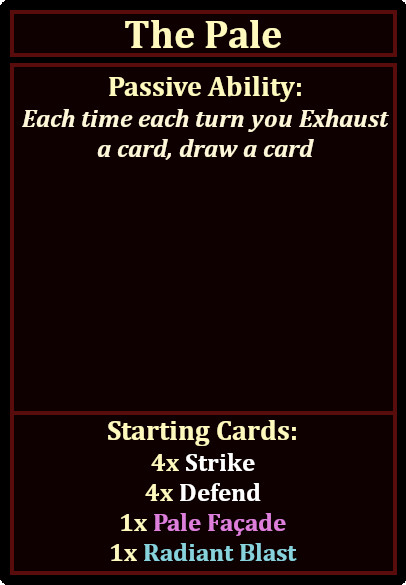 The Pale
Passive Ability:
Each time each turn you Exhaust
a card, draw a card
Starting Cards:
4x Strike
4x Defend
1x Pale Façade
1x Radiant Blast